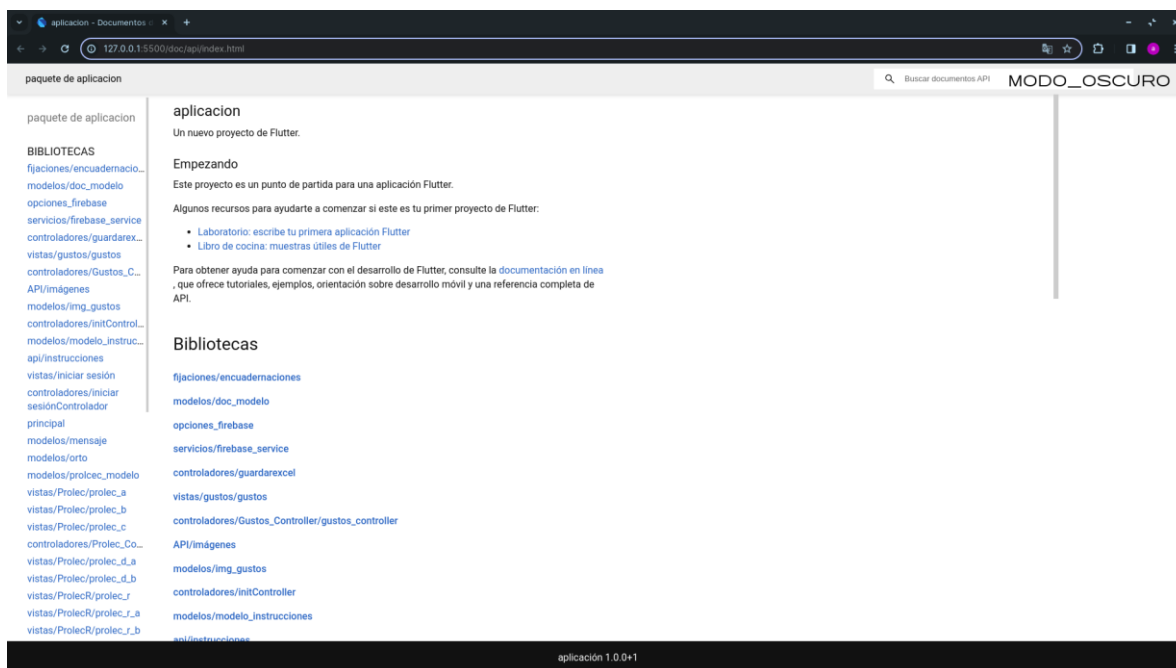 aplicacion - Documentos d
127.0.0.1:5500/doc/api/index.html
paquete de aplicacion
Buscar documentos API
MODO_OSCURO
paquete de aplicacion
BIBLIOTECAS
fijaciones/encuadernacio...
modelos/doc_modelo
opciones_firebase
servicios/firebase_service
controladores/guardarex...
vistas/gustos/gustos
controladores/Gustos_C...
API/imágenes
modelos/img_gustos
controladores/initControl...
modelos/modelo_instruc...
api/instrucciones
vistas/iniciar sesión
controladores/iniciar
sesiónControlador
principal
modelos/mensaje
modelos/orto
modelos/prolcec_modelo
vistas/Prolec/prolec_a
vistas/Prolec/prolec_b
vistas/Prolec/prolec_c
controladores/Prolec_Co...
vistas/Prolec/prolec_d_a
vistas/Prolec/prolec_d_b
vistas/ProlecR/prolec_r
vistas/ProlecR/prolec_r_a
vistas/ProlecR/prolec_r_b
aplicacion
Un nuevo proyecto de Flutter.
Empezando
Este proyecto es un punto de partida para una aplicación Flutter.
Algunos recursos para ayudarte a comenzar si este es tu primer proyecto de Flutter:
• Laboratorio: escribe tu primera aplicación Flutter
• Libro de cocina: muestras útiles de Flutter
Para obtener ayuda para comenzar con el desarrollo de Flutter, consulte la documentación en línea
, que ofrece tutoriales, ejemplos, orientación sobre desarrollo móvil y una referencia completa de
API.
Bibliotecas
fijaciones/encuadernaciones
modelos/doc_modelo
opciones_firebase
servicios/firebase_service
controladores/guardarexcel
vistas/gustos/gustos
controladores/Gustos_Controller/gustos_controller
API/imágenes
modelos/img_gustos
controladores/initController
modelos/modelo_instrucciones
api/instrucciones
aplicación 1.0.0+1